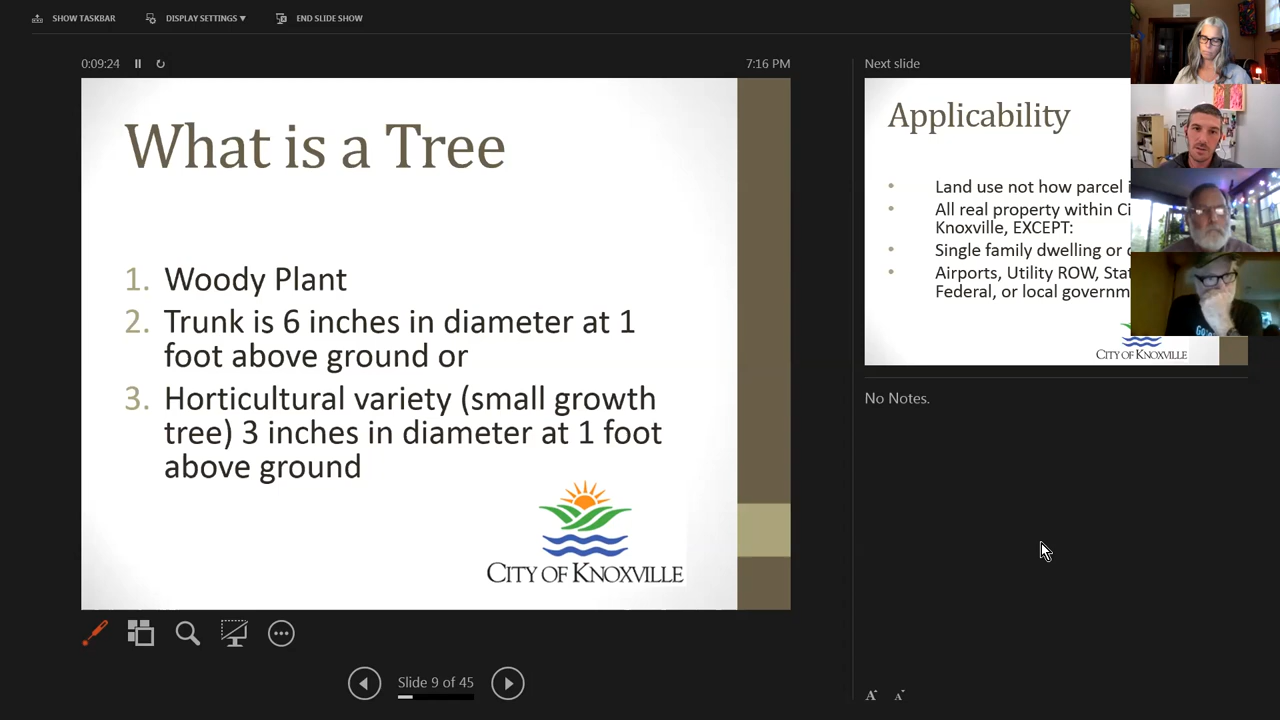 SHOW TASKBAR
DISPLAY SETTINGS ▼
END SLIDE SHOW
0:09:24
7:16 PM
What is a Tree
1. Woody Plant
2. Trunk is 6 inches in diameter at 1
foot above ground or
3. Horticultural variety (small growth
tree) 3 inches in diameter at 1 foot
above ground
CITY OF KNOXVILLE
Slide 9 of 45
Next slide
Applicability
• Land use not how parcel
• All real property within
Knoxville, EXCEPT:
• Single family dwelling or
• Airports, Utility ROW,
Federal, or local
CITY OF KNOXVILLE
No Notes.
A A